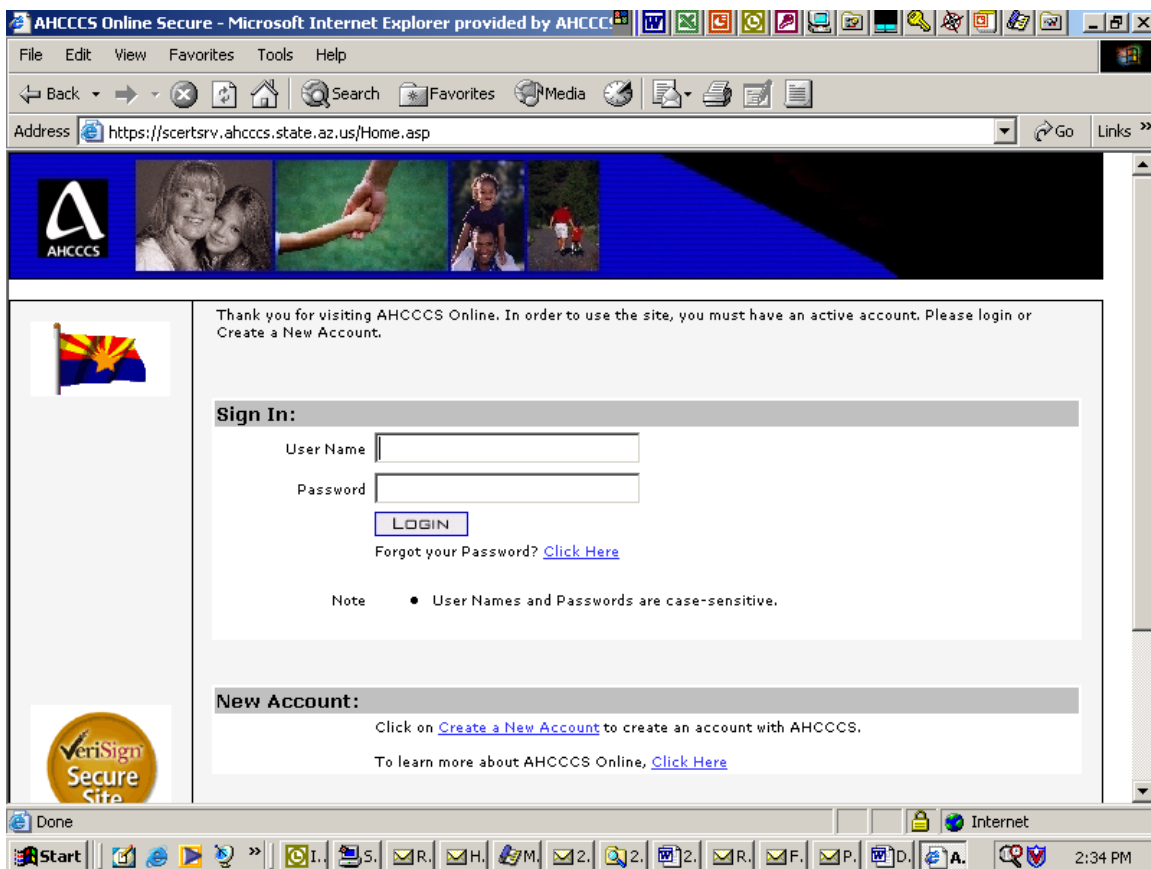 AHCCCS Online Secure - Microsoft Internet Explorer provided by AHCCCS
File Edit View Favorites Tools Help
Back Search Favorites Media
Address https://scertsrv.ahcccs.state.az.us/Home.asp Go Links »
AHCCCS
Thank you for visiting AHCCCS Online. In order to use the site, you must have an active account. Please login or
Create a New Account.
Sign In:
User Name
Password
LOGIN
Forgot your Password? Click Here
Note • User Names and Passwords are case-sensitive.
New Account:
Click on Create a New Account to create an account with AHCCCS.
To learn more about AHCCCS Online, Click Here
VeriSign
Secure
Site
Done Internet
Start » I.. S. R. H. M. 2. 2. 2. R. F. P. D. A. 2:34 PM